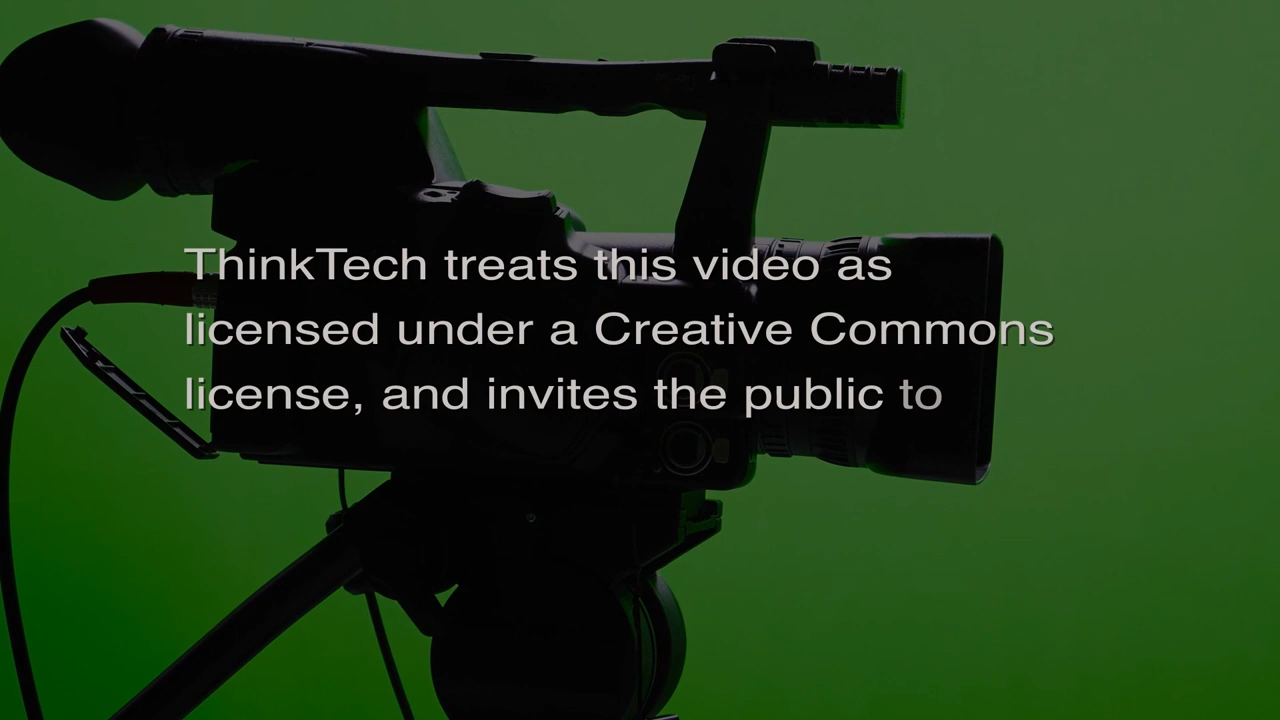 ThinkTech treats this video as
licensed under a Creative Commons
license, and invites the public to